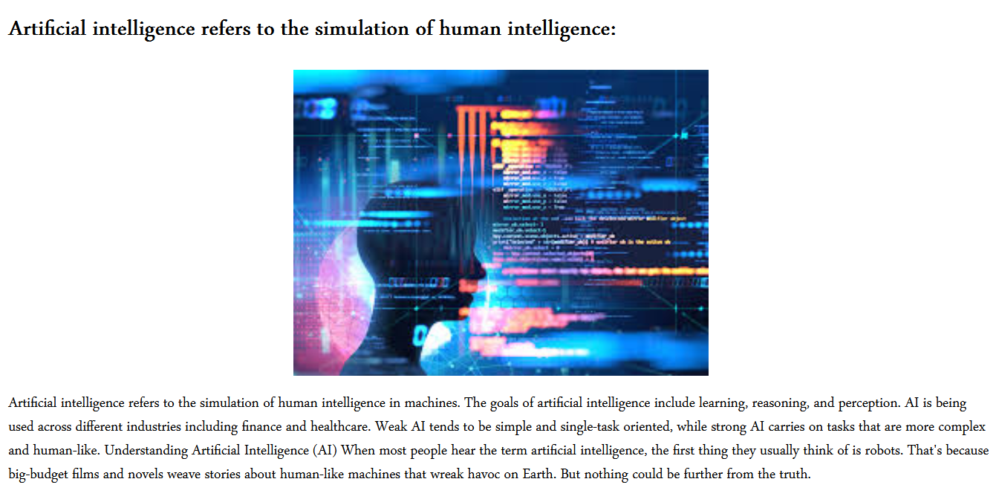 Artificial intelligence refers to the simulation of human intelligence:
Artificial intelligence refers to the simulation of human intelligence in machines. The goals of artificial intelligence include learning, reasoning, and perception. AI is being
used across different industries including finance and healthcare. Weak AI tends to be simple and single-task oriented, while strong AI carries on tasks that are more complex
and human-like. Understanding Artificial Intelligence (AI) When most people hear the term artificial intelligence, the first thing they usually think of is robots. That's because
big-budget films and novels weave stories about human-like machines that wreak havoc on Earth. But nothing could be further from the truth.